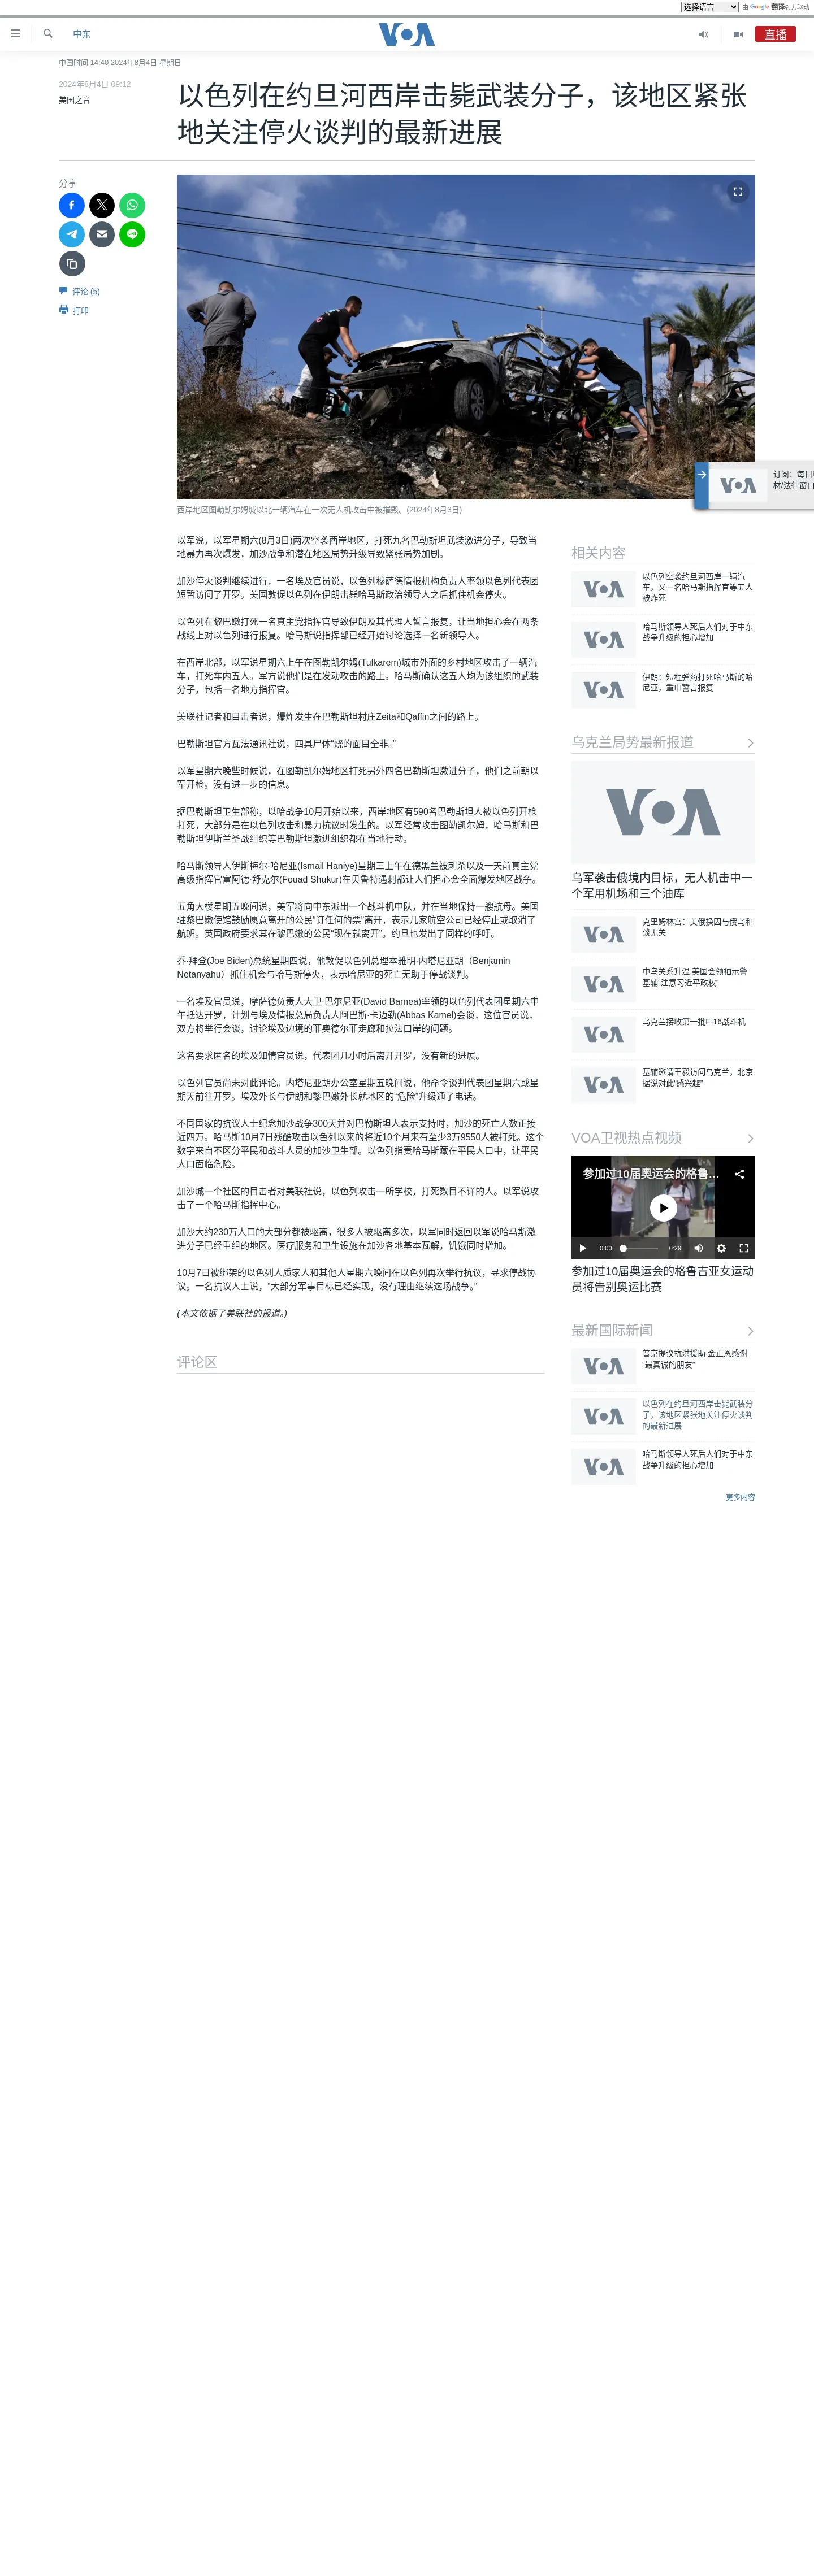 选择语言 由 Google 翻译强力驱动
中东
VOA
直播
中国时间 14:40 2024年8月4日 星期日
2024年8月4日 09:12
美国之音
以色列在约旦河西岸击毙武装分子，该地区紧张
地关注停火谈判的最新进展
分享
评论 (5)
打印
西岸地区图勒凯尔姆城以北一辆汽车在一次无人机攻击中被摧毁。(2024年8月3日)
订阅：每日
材/法律窗口
VOA
以军说，以军星期六(8月3日)两次空袭西岸地区，打死九名巴勒斯坦武装激进分子，导致当
地暴力再次爆发，加沙战争和潜在地区局势升级导致紧张局势加剧。
加沙停火谈判继续进行，一名埃及官员说，以色列穆萨德情报机构负责人率领以色列代表团
短暂访问了开罗。美国敦促以色列在伊朗击毙哈马斯政治领导人之后抓住机会停火。
以色列在黎巴嫩打死一名真主党指挥官导致伊朗及其代理人誓言报复，让当地担心会在两条
战线上对以色列进行报复。哈马斯说指挥部已经开始讨论选择一名新领导人。
在西岸北部，以军说星期六上午在图勒凯尔姆(Tulkarem)城市外面的乡村地区攻击了一辆汽
车，打死车内五人。军方说他们是在发动攻击的路上。哈马斯确认这五人均为该组织的武装
分子，包括一名地方指挥官。
美联社记者和目击者说，爆炸发生在巴勒斯坦村庄Zeita和Qaffin之间的路上。
巴勒斯坦官方瓦法通讯社说，四具尸体“烧的面目全非。”
以军星期六晚些时候说，在图勒凯尔姆地区打死另外四名巴勒斯坦激进分子，他们之前朝以
军开枪。没有进一步的信息。
据巴勒斯坦卫生部称，以哈战争10月开始以来，西岸地区有590名巴勒斯坦人被以色列开枪
打死，大部分是在以色列攻击和暴力抗议时发生的。以军经常攻击图勒凯尔姆，哈马斯和巴
勒斯坦伊斯兰圣战组织等巴勒斯坦激进组织都在当地行动。
哈马斯领导人伊斯梅尔·哈尼亚(Ismail Haniye)星期三上午在德黑兰被刺杀以及一天前真主党
高级指挥官富阿德·舒克尔(Fouad Shukur)在贝鲁特遇刺都让人们担心会全面爆发地区战争。
五角大楼星期五晚间说，美军将向中东派出一个战斗机中队，并在当地保持一艘航母。美国
驻黎巴嫩使馆鼓励愿意离开的公民“订任何的票”离开，表示几家航空公司已经停止或取消了
航班。英国政府要求其在黎巴嫩的公民“现在就离开”。约旦也发出了同样的呼吁。
乔·拜登(Joe Biden)总统星期四说，他敦促以色列总理本雅明·内塔尼亚胡（Benjamin
Netanyahu）抓住机会与哈马斯停火，表示哈尼亚的死亡无助于停战谈判。
一名埃及官员说，摩萨德负责人大卫·巴尔尼亚(David Barnea)率领的以色列代表团星期六中
午抵达开罗，计划与埃及情报总局负责人阿巴斯·卡迈勒(Abbas Kamel)会谈，这位官员说，
双方将举行会谈，讨论埃及边境的菲奥德尔菲走廊和拉法口岸的问题。
这名要求匿名的埃及知情官员说，代表团几小时后离开开罗，没有新的进展。
以色列官员尚未对此评论。内塔尼亚胡办公室星期五晚间说，他命令谈判代表团星期六或星
期天前往开罗。埃及外长与伊朗和黎巴嫩外长就地区的“危险”升级通了电话。
不同国家的抗议人士纪念加沙战争300天并对巴勒斯坦人表示支持时，加沙的死亡人数正接
近四万。哈马斯10月7日残酷攻击以色列以来的将近10个月来有至少3万9550人被打死。这个
数字来自不区分平民和战斗人员的加沙卫生部。以色列指责哈马斯藏在平民人口中，让平民
人口面临危险。
加沙城一个社区的目击者对美联社说，以色列攻击一所学校，打死数目不详的人。以军说攻
击了一个哈马斯指挥中心。
加沙大约230万人口的大部分都被驱离，很多人被驱离多次，以军同时返回以军说哈马斯激
进分子已经重组的地区。医疗服务和卫生设施在加沙各地基本瓦解，饥饿同时增加。
10月7日被绑架的以色列人质家人和其他人星期六晚间在以色列再次举行抗议，寻求停战协
议。一名抗议人士说，“大部分军事目标已经实现，没有理由继续这场战争。”
(本文依据了美联社的报道。)
评论区
相关内容
VOA
以色列空袭约旦河西岸一辆汽
车，又一名哈马斯指挥官等五人
被炸死
VOA
哈马斯领导人死后人们对于中东
战争升级的担心增加
VOA
伊朗：短程弹药打死哈马斯的哈
尼亚，重申誓言报复
乌克兰局势最新报道
VOA
乌军袭击俄境内目标，无人机击中一
个军用机场和三个油库
VOA
克里姆林宫：美俄换囚与俄乌和
谈无关
VOA
中乌关系升温 美国会领袖示警
基辅“注意习近平政权”
VOA
乌克兰接收第一批F-16战斗机
VOA
基辅邀请王毅访问乌克兰，北京
据说对此“感兴趣”
VOA卫视热点视频
参加过10届奥运会的格鲁...
0:00 0:29
参加过10届奥运会的格鲁吉亚女运动
员将告别奥运比赛
最新国际新闻
VOA
普京提议抗洪援助 金正恩感谢
“最真诚的朋友”
VOA
以色列在约旦河西岸击毙武装分
子，该地区紧张地关注停火谈判
的最新进展
VOA
哈马斯领导人死后人们对于中东
战争升级的担心增加
更多内容